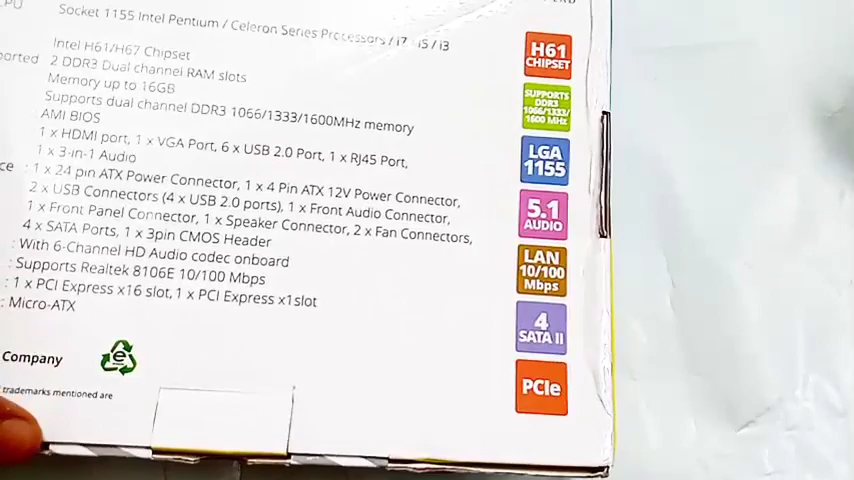 CPU
Socket 1155 Intel Pentium / Celeron Series Processors / i7 / i5 / i3
Intel H61/H67 Chipset
2 DDR3 Dual channel RAM slots
Memory up to 16GB
Supports dual channel DDR3 1066/1333/1600MHz memory
: AMI BIOS
1 x HDMI port, 1 x VGA Port, 6 x USB 2.0 Port, 1 x RJ45 Port,
1 x 3-in-1 Audio
: 1 x 24 pin ATX Power Connector, 1 x 4 Pin ATX 12V Power Connector,
2 x USB Connectors (4 x USB 2.0 ports), 1 x Front Audio Connector,
1 x Front Panel Connector, 1 x Speaker Connector, 2 x Fan Connectors,
4 x SATA Ports, 1 x 3pin CMOS Header
: With 6-Channel HD Audio codec onboard
: Supports Realtek 8106E 10/100 Mbps
: 1 x PCI Express x16 slot, 1 x PCI Express x1slot
: Micro-ATX
Company
trademarks mentioned are
H61
CHIPSET
SUPPORTS
DDR3
1066/1333/
1600 MHz
LGA
1155
5.1
AUDIO
LAN
10/100
Mbps
4
SATA II
PCIe